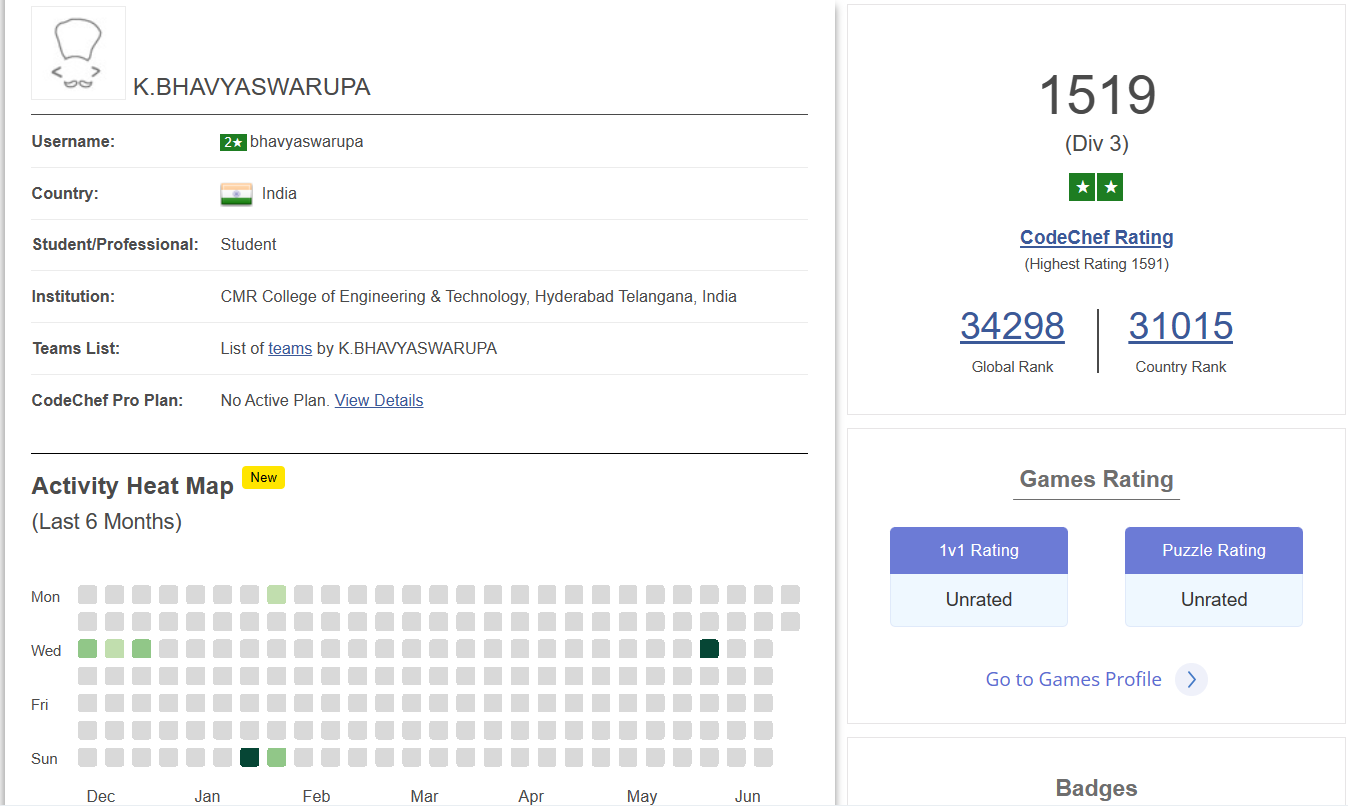 K.BHAVYASWARUPA
Username: 2★ bhavyaswarupa
Country: India
Student/Professional: Student
Institution: CMR College of Engineering & Technology, Hyderabad Telangana, India
Teams List: List of teams by K.BHAVYASWARUPA
CodeChef Pro Plan: No Active Plan. View Details
Activity Heat Map New
(Last 6 Months)
Mon
Wed
Fri
Sun
Dec Jan Feb Mar Apr May Jun
1519
(Div 3)
★ ★
CodeChef Rating
(Highest Rating 1591)
34298 31015
Global Rank Country Rank
Games Rating
1v1 Rating Puzzle Rating
Unrated Unrated
Go to Games Profile
Badges